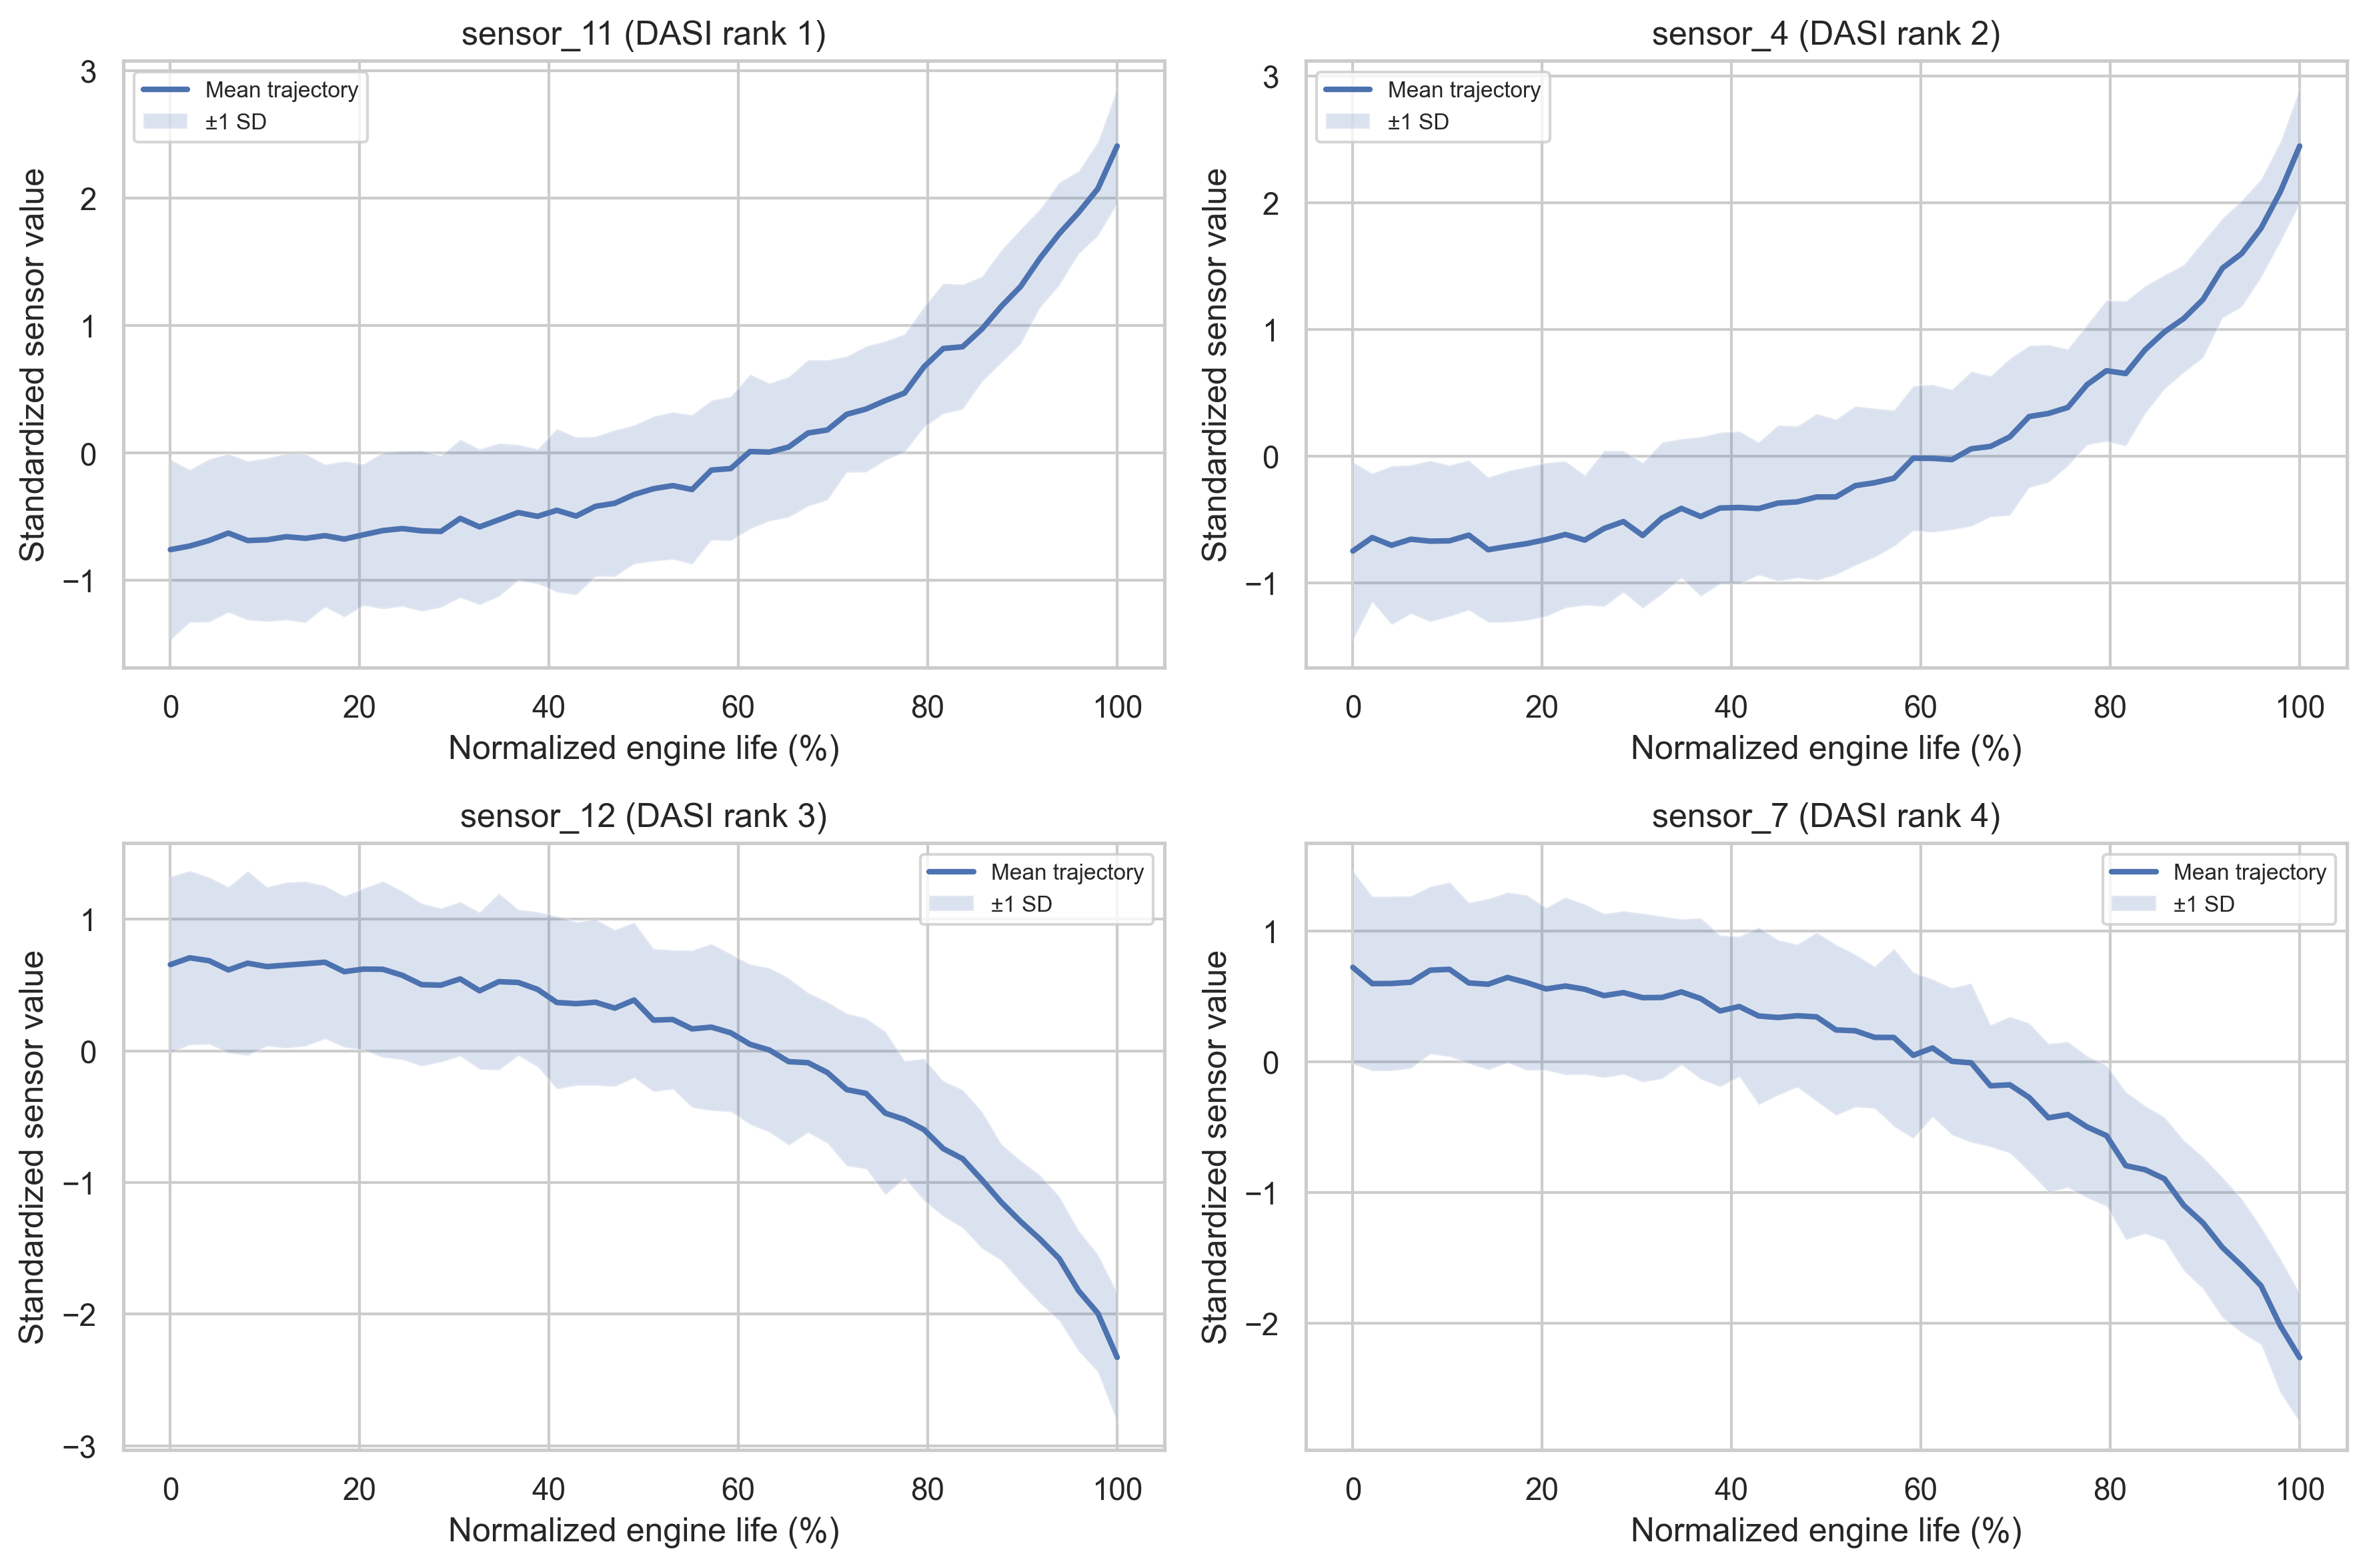 sensor_11 (DASI rank 1)
Mean trajectory
±1 SD
Standardized sensor value
3
2
1
0
−1
0 20 40 60 80 100
Normalized engine life (%)
sensor_4 (DASI rank 2)
Mean trajectory
±1 SD
Standardized sensor value
3
2
1
0
−1
0 20 40 60 80 100
Normalized engine life (%)
sensor_12 (DASI rank 3)
Mean trajectory
±1 SD
Standardized sensor value
1
0
−1
−2
−3
0 20 40 60 80 100
Normalized engine life (%)
sensor_7 (DASI rank 4)
Mean trajectory
±1 SD
Standardized sensor value
1
0
−1
−2
0 20 40 60 80 100
Normalized engine life (%)